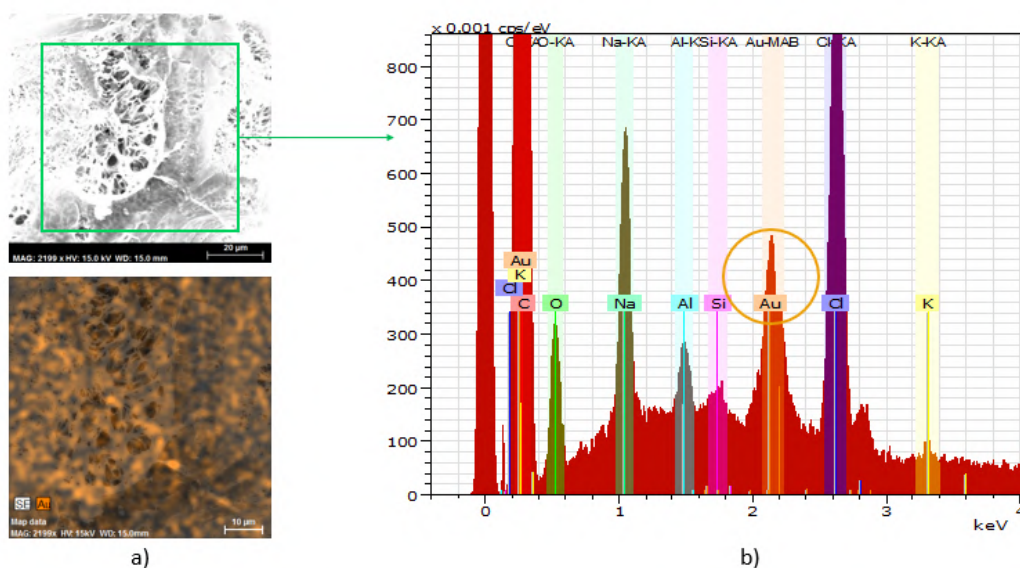 MAG: 2199 x HV: 15.0 kV WD: 15.0 mm
20 µm
SE Au
Map data
MAG: 2199x HV: 15kV WD: 15.0mm
10 µm
a)
x 0.001 cps/eV
O-KA Na-KA Al-K Si-KA Au-MAB Cl-KA K-KA
800
700
600
500
400
300
200
100
0
Au
K
Cl
C O Na Al Si Au Cl K
0 1 2 3 4
keV
b)